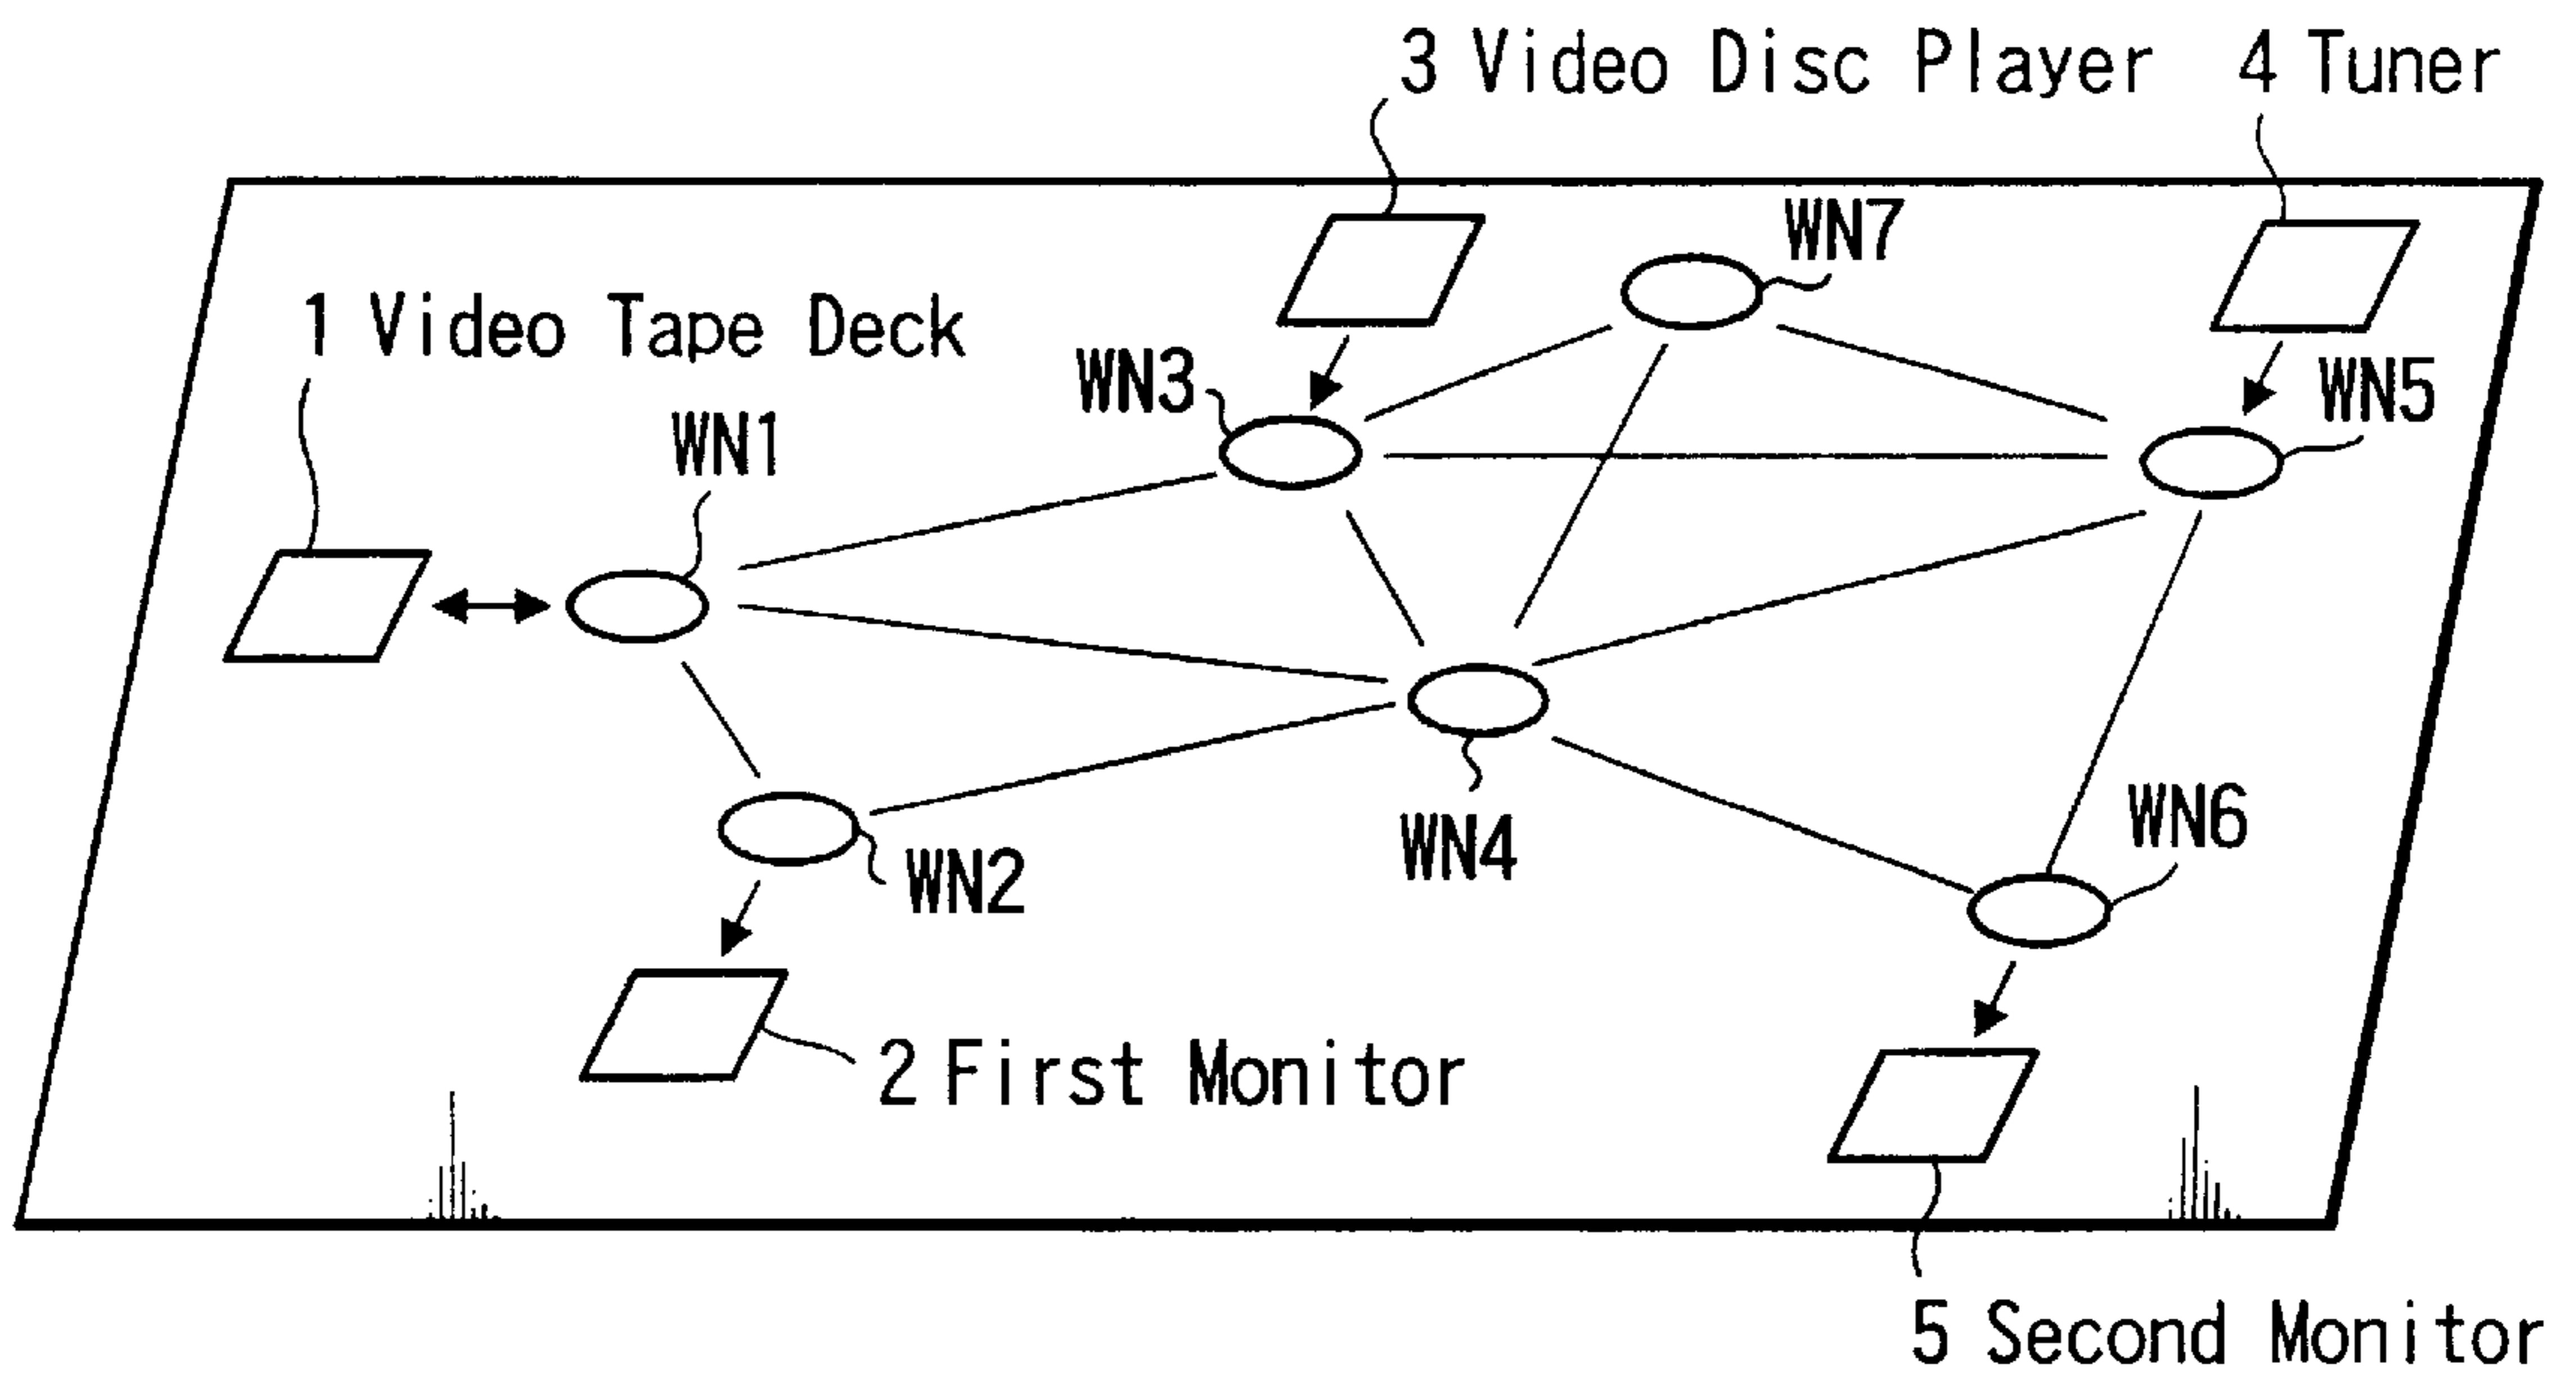 3 Video Disc Player
4 Tuner
WN7
1 Video Tape Deck
WN3
WN5
WN1
WN4
WN6
WN2
2 First Monitor
5 Second Monitor